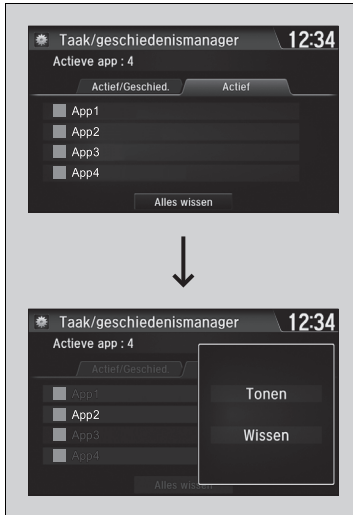 Taak/geschiedenismanager 12:34
Actieve app : 4
Actief/Geschied. Actief
App1
App2
App3
App4
Alles wissen
Taak/geschiedenismanager 12:34
Actieve app : 4
Actief/Geschied.
App1
Tonen
App2
App3
Wissen
App4
Alles wissen